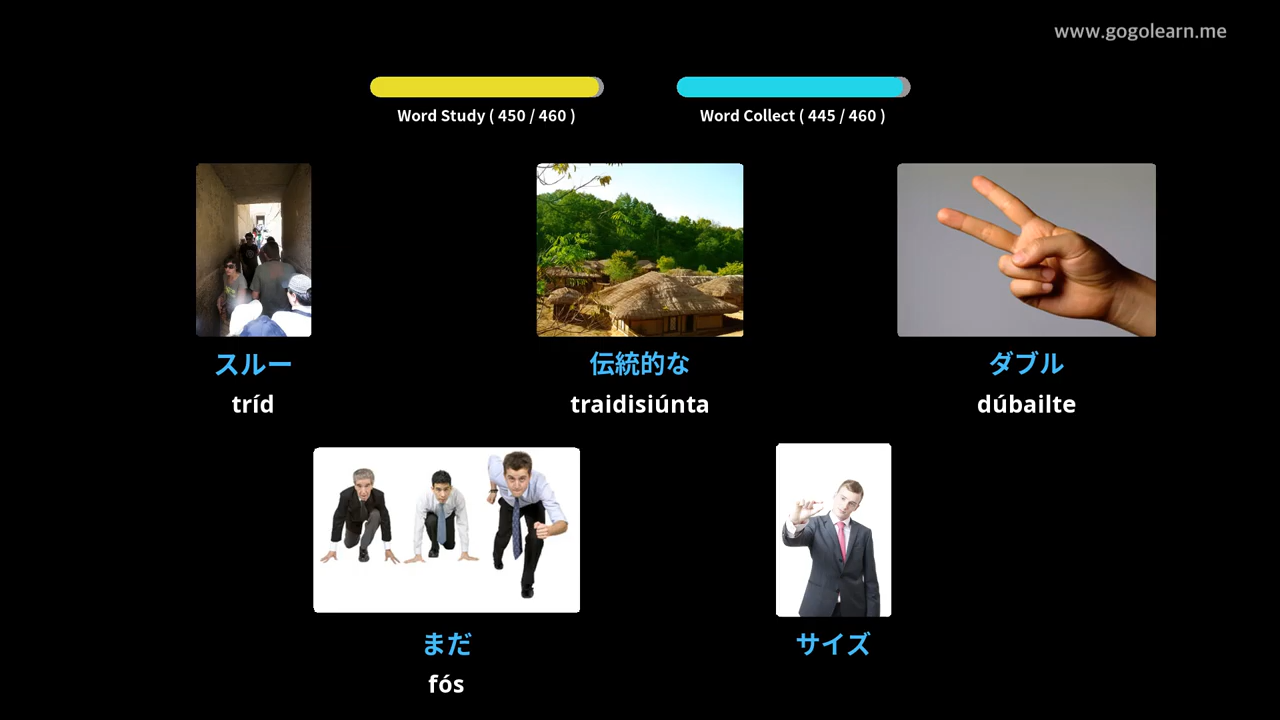 www.gogolearn.me
Word Study ( 450 / 460 )
Word Collect ( 445 / 460 )
スルー
tríd
伝統的な
traidisiúnta
ダブル
dúbailte
まだ
fós
サイズ